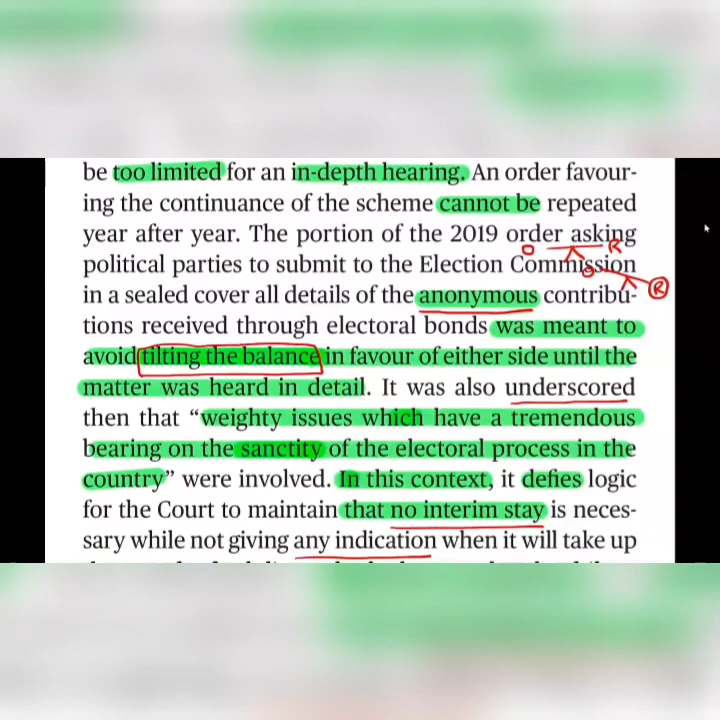 be too limited for an in-depth hearing. An order favour-
ing the continuance of the scheme cannot be repeated
year after year. The portion of the 2019 order asking
political parties to submit to the Election Commission
in a sealed cover all details of the anonymous contribu-
tions received through electoral bonds was meant to
avoid tilting the balance in favour of either side until the
matter was heard in detail. It was also underscored
then that “weighty issues which have a tremendous
bearing on the sanctity of the electoral process in the
country” were involved. In this context, it defies logic
for the Court to maintain that no interim stay is neces-
sary while not giving any indication when it will take up